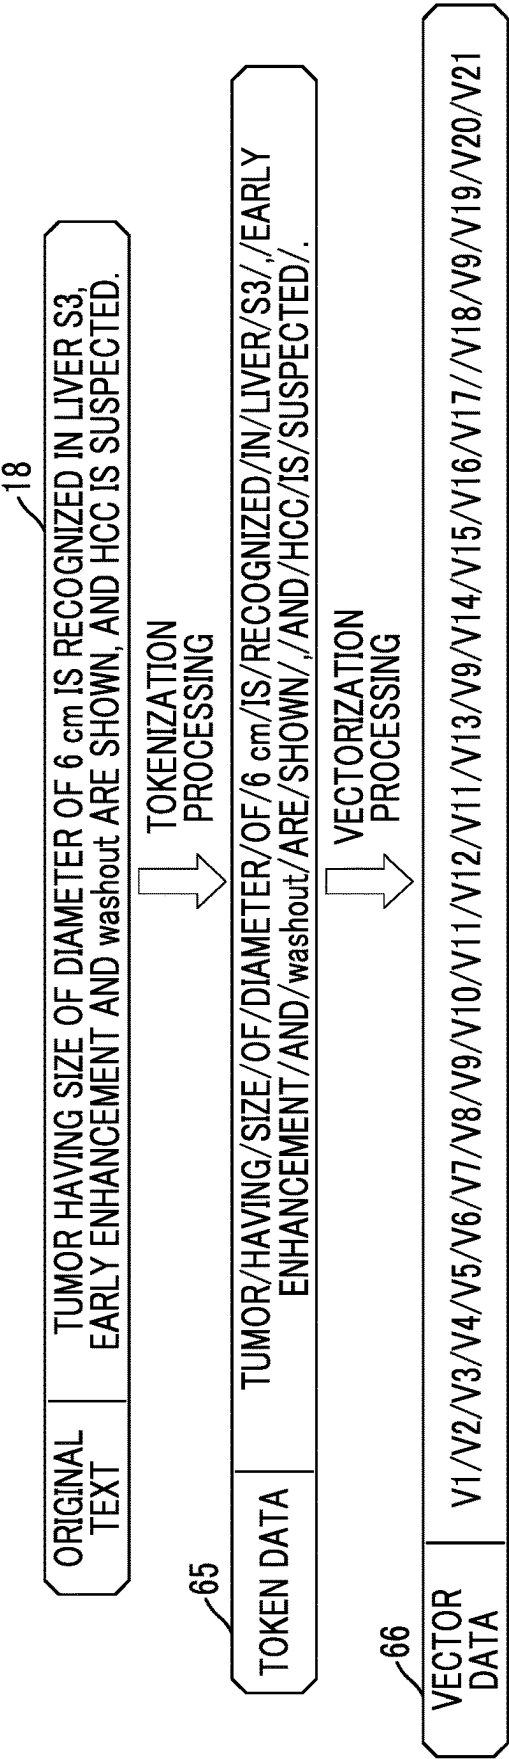 18
ORIGINAL
TEXT
TUMOR HAVING SIZE OF DIAMETER OF 6 cm IS RECOGNIZED IN LIVER S3,
EARLY ENHANCEMENT AND washout ARE SHOWN, AND HCC IS SUSPECTED.
TOKENIZATION
PROCESSING
65
TOKEN DATA
TUMOR/HAVING/SIZE/OF/DIAMETER/OF/6 cm/IS/RECOGNIZED/IN/LIVER/S3/,/EARLY
ENHANCEMENT/AND/washout/ARE/SHOWN/,/AND/HCC/IS/SUSPECTED/.
VECTORIZATION
PROCESSING
66
VECTOR
DATA
V1/V2/V3/V4/V5/V6/V7/V8/V9/V10/V11/V12/V11/V13/V9/V14/V15/V16/V17//V18/V9/V19/V20/V21